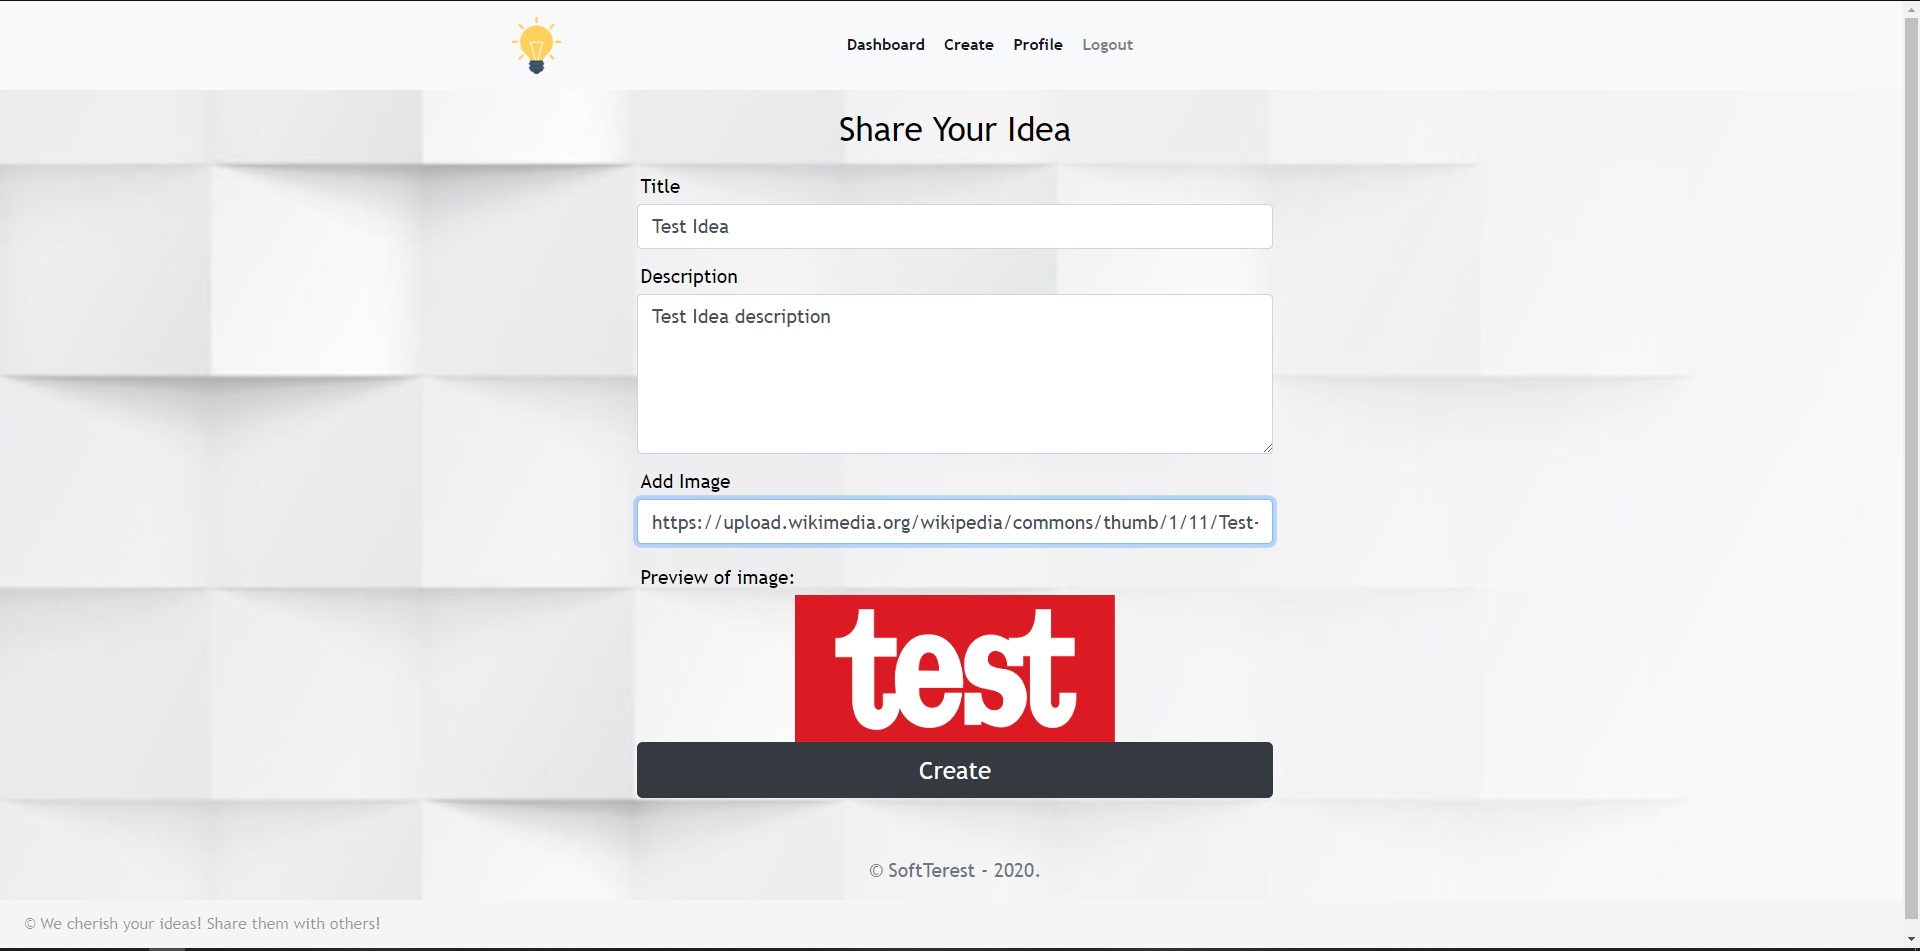 Dashboard Create Profile Logout
Share Your Idea
Title
Test Idea
Description
Test Idea description
Add Image
https://upload.wikimedia.org/wikipedia/commons/thumb/1/11/Test-
Preview of image:
test
Create
© SoftTerest - 2020.
© We cherish your ideas! Share them with others!